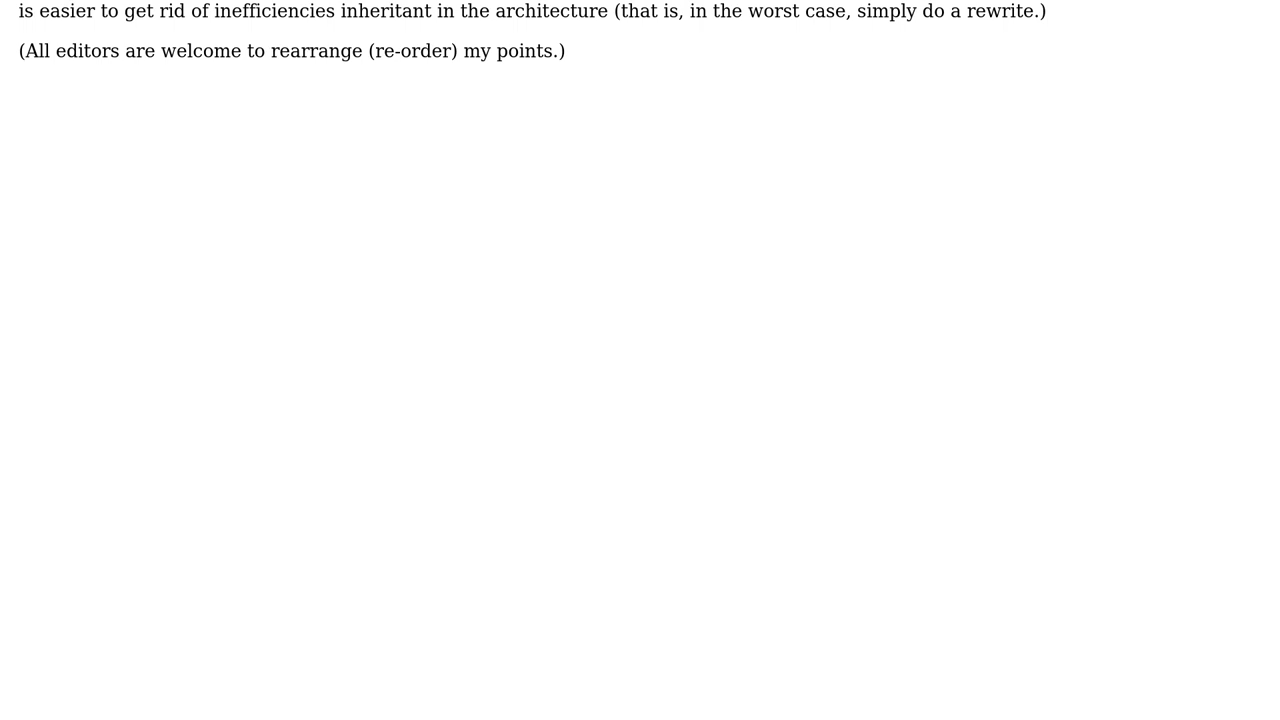 is easier to get rid of inefficiencies inheritant in the architecture (that is, in the worst case, simply do a rewrite.)
(All editors are welcome to rearrange (re-order) my points.)